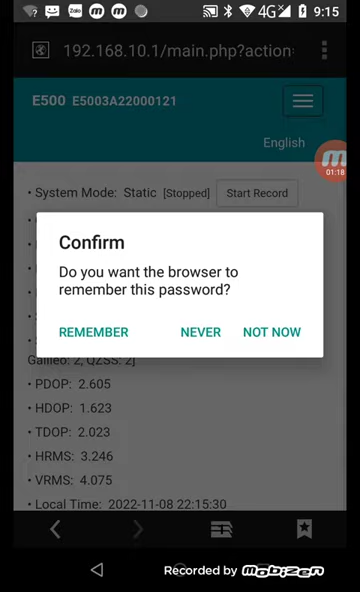 9:15
4G
192.168.10.1/main.php?action=
E500 E5003A22000121
English
01:18
• System Mode: Static [Stopped] Start Record
Confirm
Do you want the browser to
remember this password?
REMEMBER NEVER NOT NOW
Galileo: 2, QZSS: 2]
• PDOP: 2.605
• HDOP: 1.623
• TDOP: 2.023
• HRMS: 3.246
• VRMS: 4.075
• Local Time: 2022-11-08 22:15:30
Recorded by mobizen